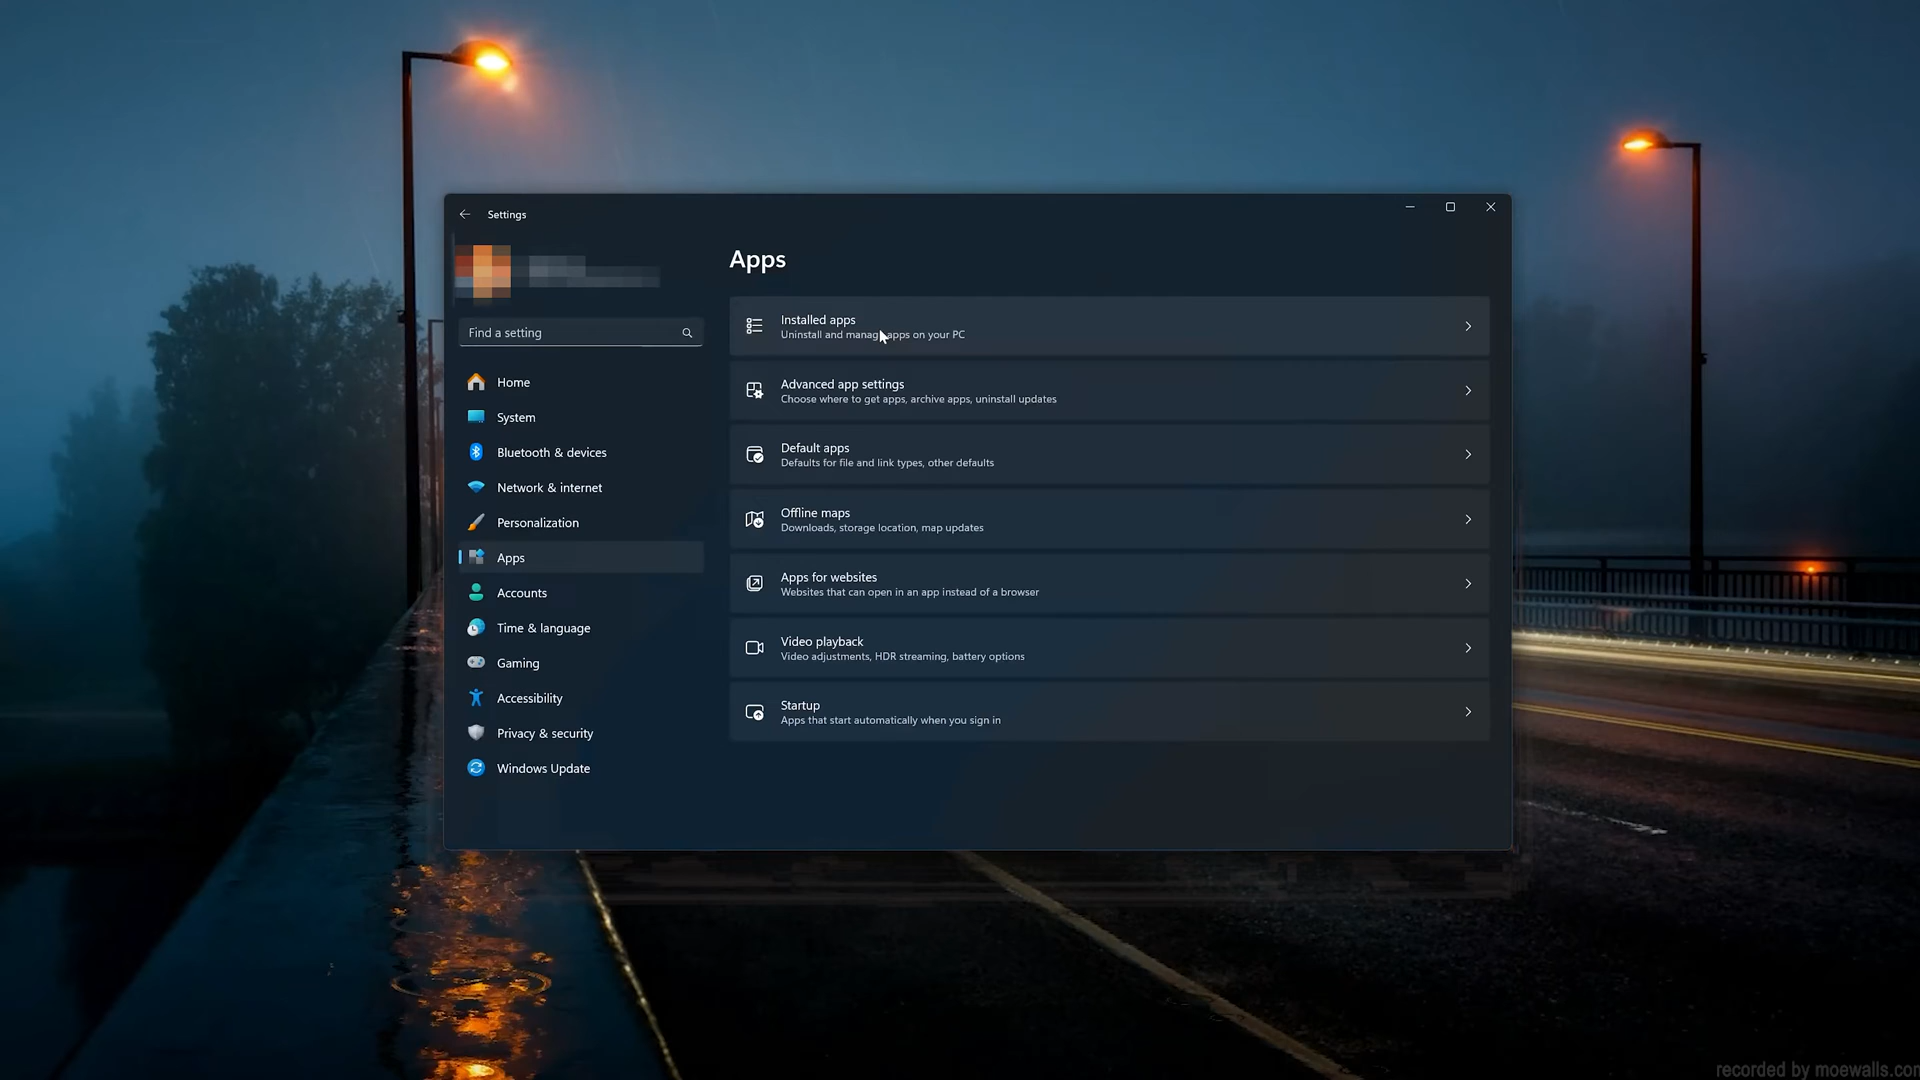 Settings
Apps
Find a setting
Home
System
Bluetooth & devices
Network & internet
Personalization
Apps
Accounts
Time & language
Gaming
Accessibility
Privacy & security
Windows Update
Installed apps
Uninstall and manage apps on your PC
Advanced app settings
Choose where to get apps, archive apps, uninstall updates
Default apps
Defaults for file and link types, other defaults
Offline maps
Downloads, storage location, map updates
Apps for websites
Websites that can open in an app instead of a browser
Video playback
Video adjustments, HDR streaming, battery options
Startup
Apps that start automatically when you sign in
recorded by moewalls.com